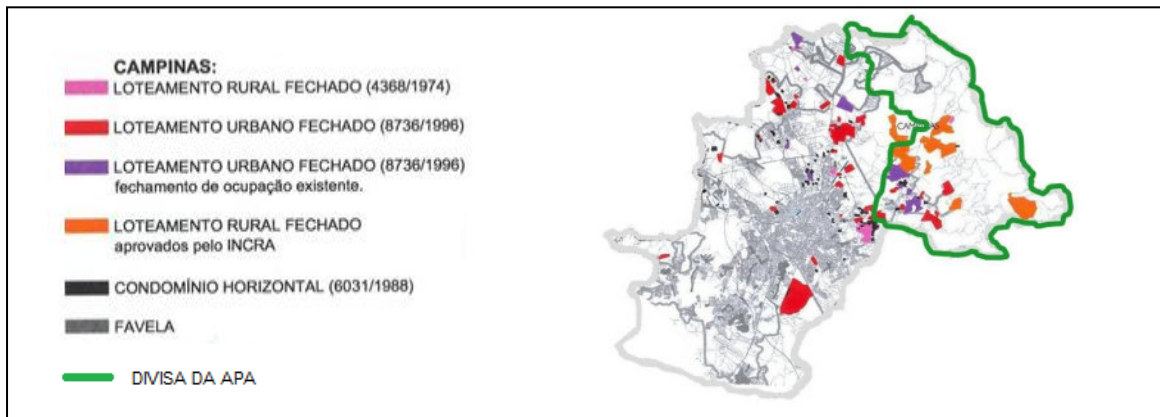 CAMPINAS:
LOTEAMENTO RURAL FECHADO (4368/1974)
LOTEAMENTO URBANO FECHADO (8736/1996)
LOTEAMENTO URBANO FECHADO (8736/1996)
fechamento de ocupação existente.
LOTEAMENTO RURAL FECHADO
aprovados pelo INCRA
CONDOMÍNIO HORIZONTAL (6031/1988)
FAVELA
DIVISA DA APA
CAMPINAS